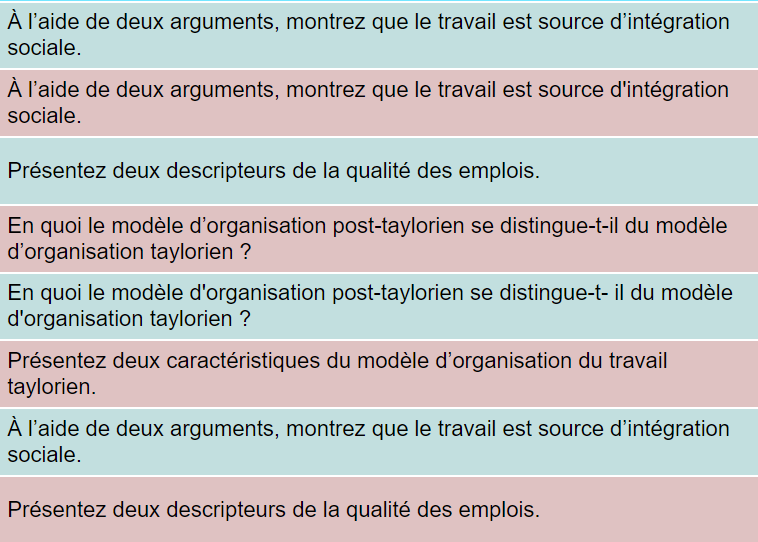 À l’aide de deux arguments, montrez que le travail est source d’intégration
sociale.
À l’aide de deux arguments, montrez que le travail est source d'intégration
sociale.
Présentez deux descripteurs de la qualité des emplois.
En quoi le modèle d’organisation post-taylorien se distingue-t-il du modèle
d’organisation taylorien ?
En quoi le modèle d'organisation post-taylorien se distingue-t- il du modèle
d'organisation taylorien ?
Présentez deux caractéristiques du modèle d’organisation du travail
taylorien.
À l’aide de deux arguments, montrez que le travail est source d’intégration
sociale.
Présentez deux descripteurs de la qualité des emplois.